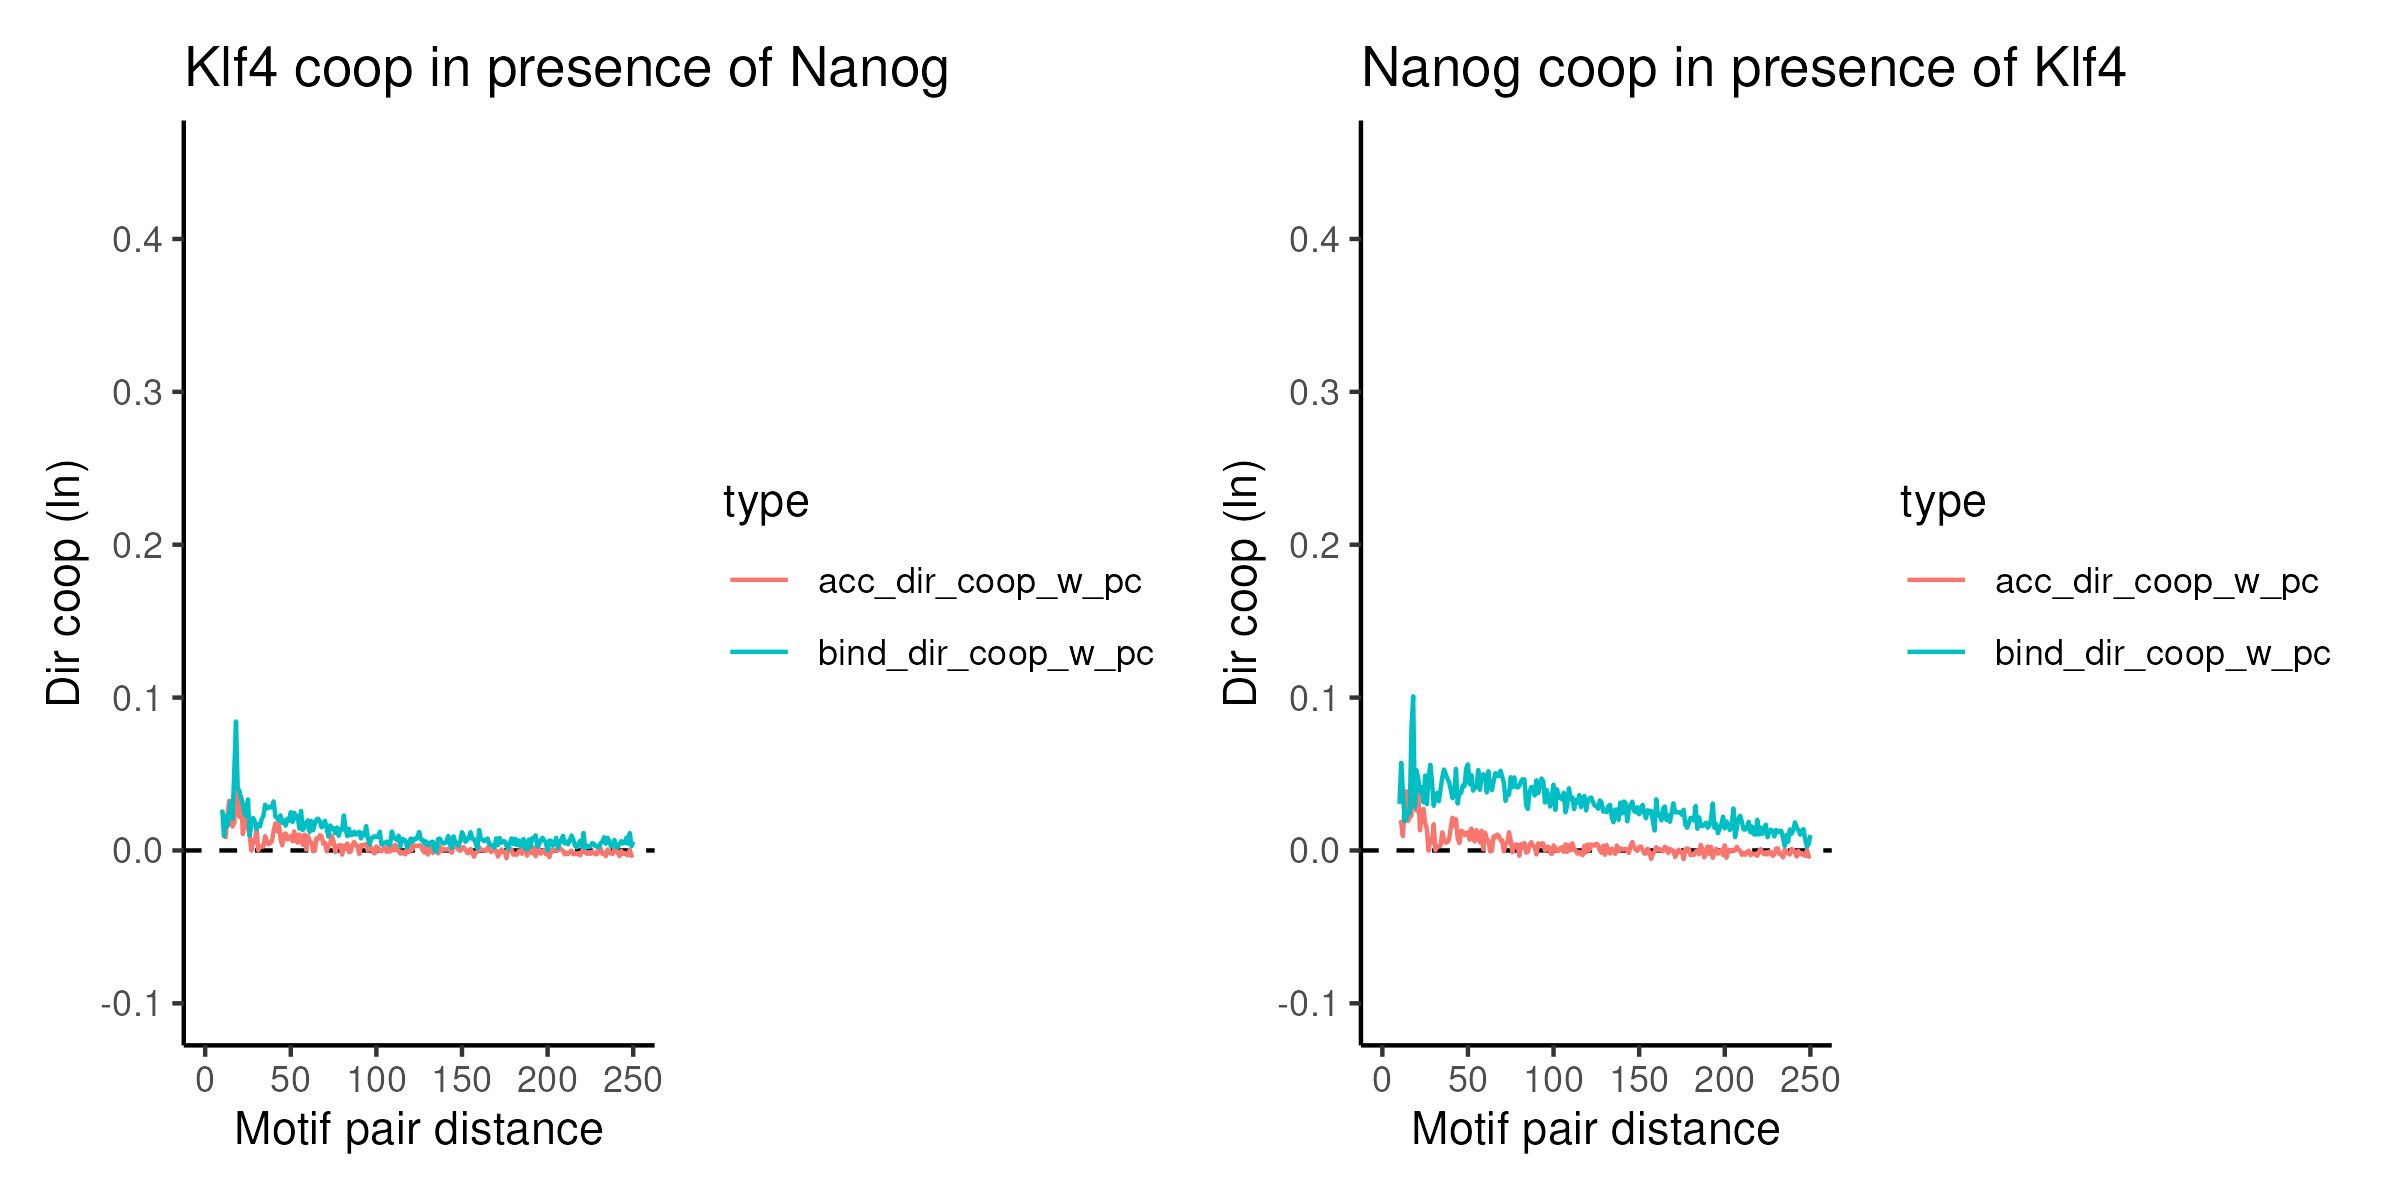 Klf4 coop in presence of Nanog
Dir coop (ln)
0.4
0.3
0.2
0.1
0.0
-0.1
0 50 100 150 200 250
Motif pair distance
type
acc_dir_coop_w_pc
bind_dir_coop_w_pc
Nanog coop in presence of Klf4
Dir coop (ln)
0.4
0.3
0.2
0.1
0.0
-0.1
0 50 100 150 200 250
Motif pair distance
type
acc_dir_coop_w_pc
bind_dir_coop_w_pc